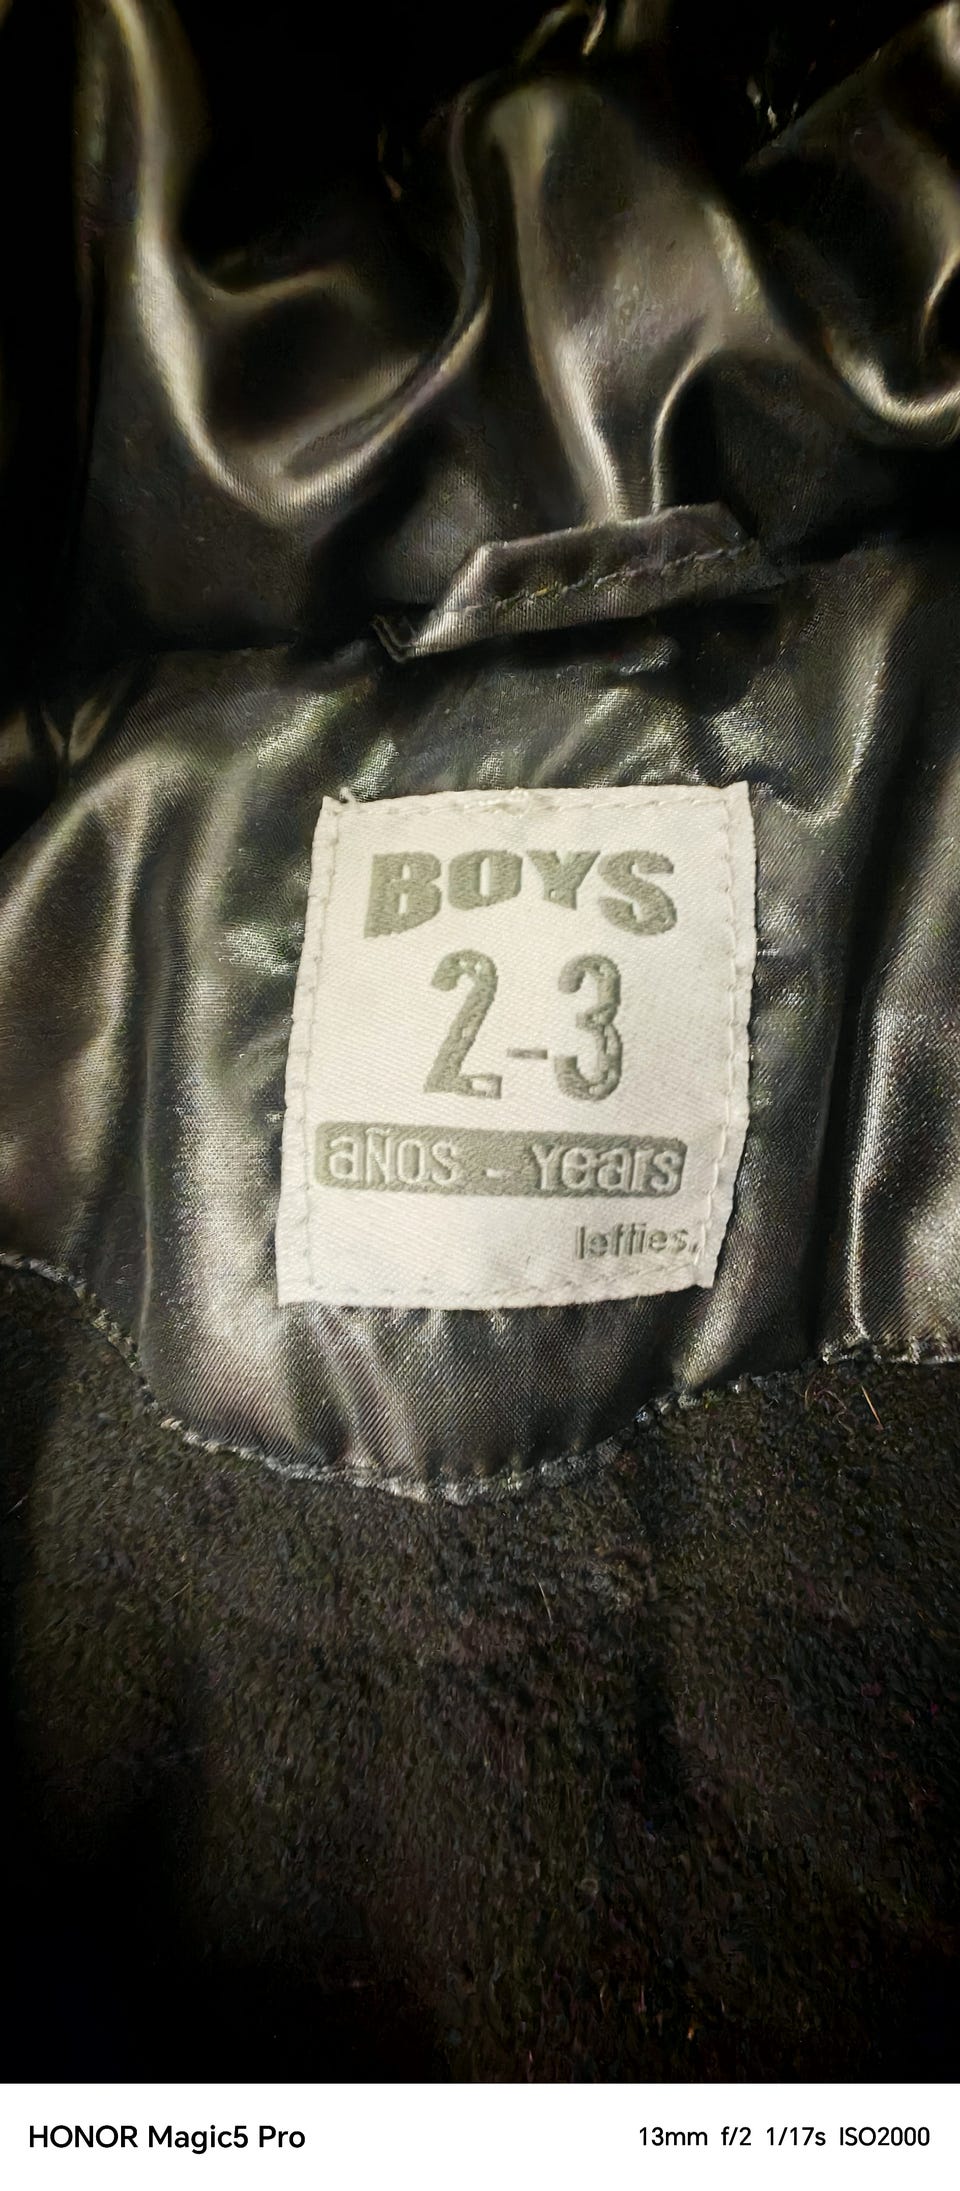 BOYS
2-3
años - Years
lefties.
HONOR Magic5 Pro
13mm f/2 1/17s ISO2000